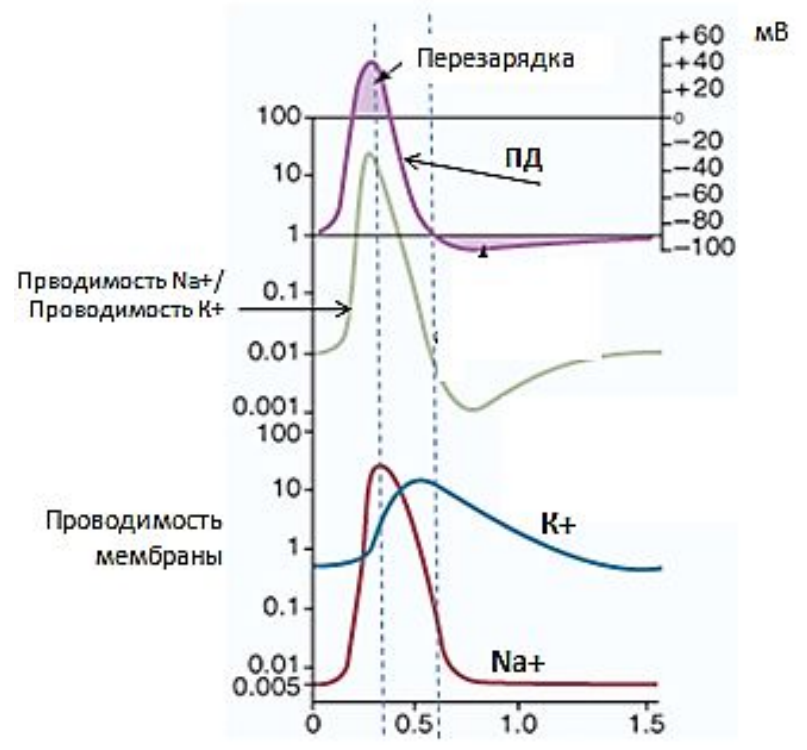 +60 мВ
+40
Перезарядка
+20
100
0
-20
10
ПД
-40
-60
1
-80
-100
Прводимость Na+/
0.1
Проводимость К+
0.01
0.001
100
Проводимость
10
мембраны
К+
1
0.1
Na+
0.01
0.005
0 0.5 1.0 1.5